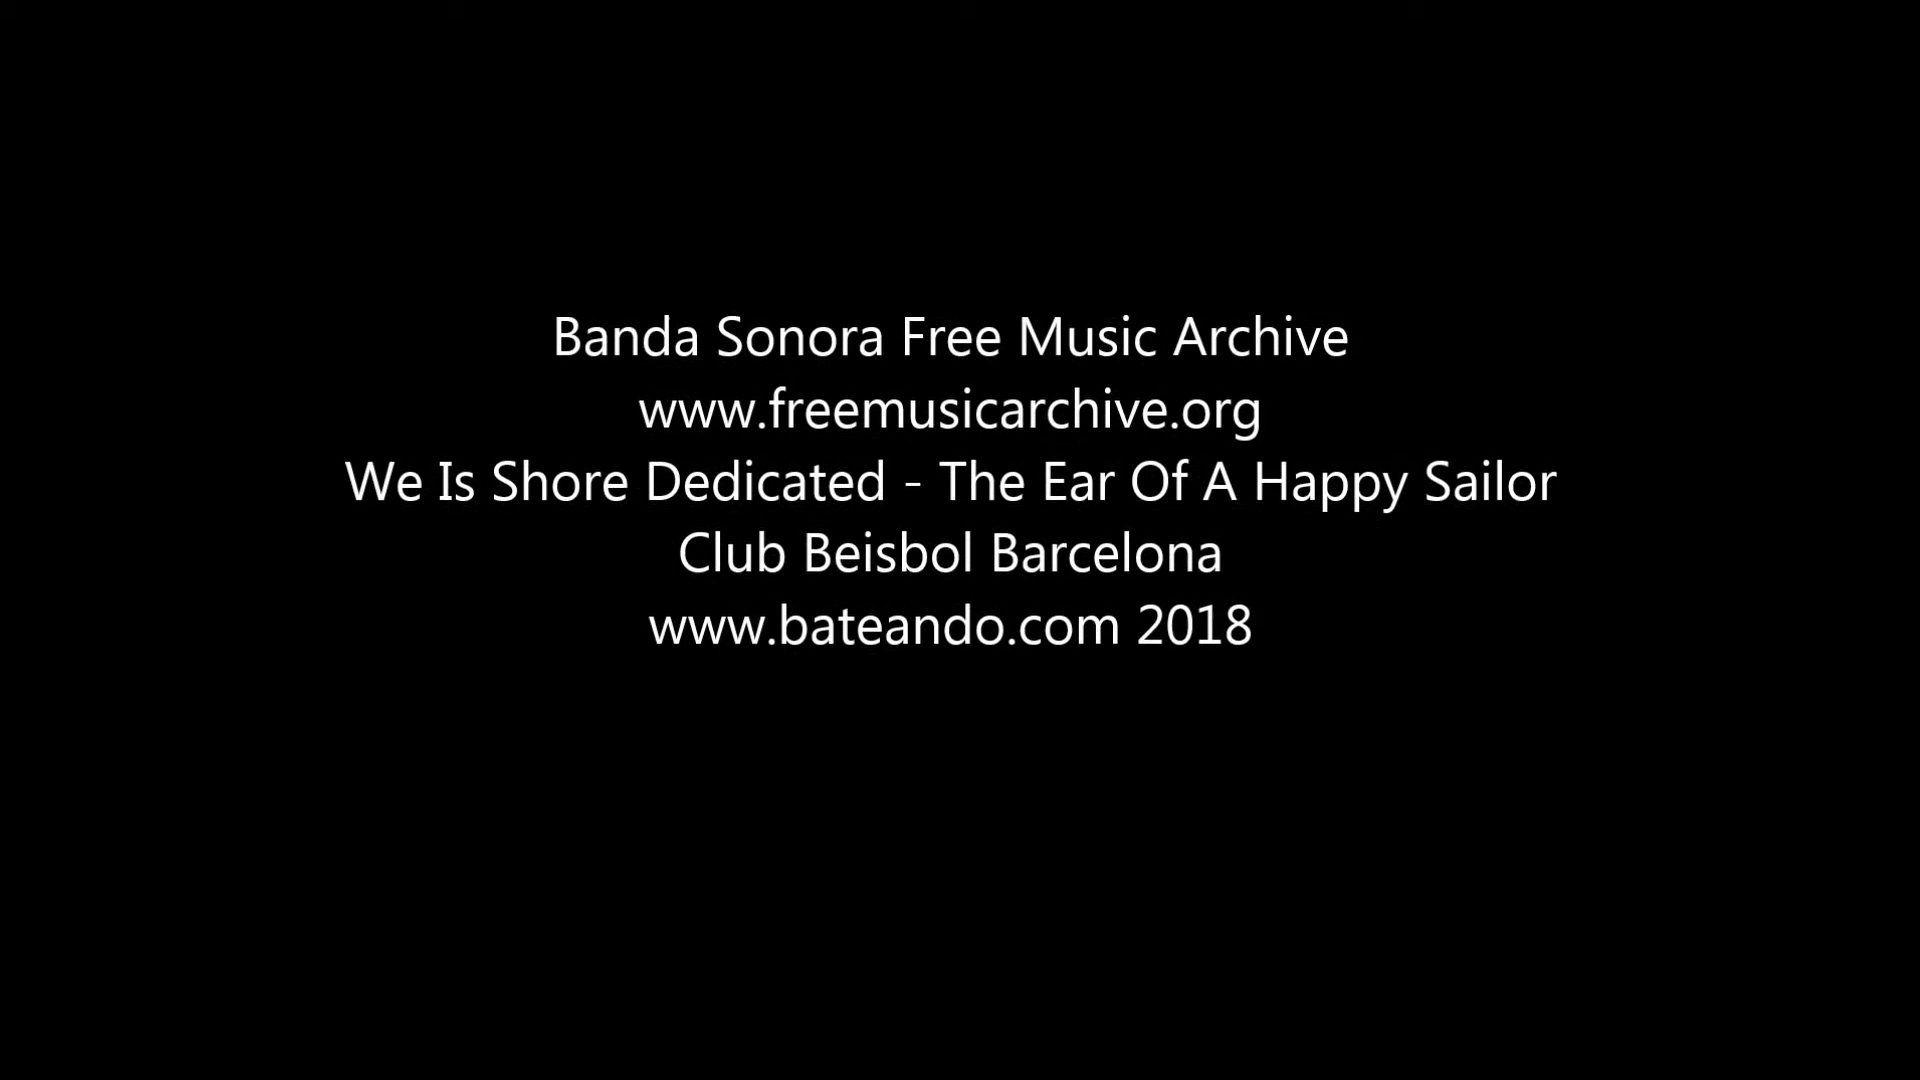 Banda Sonora Free Music Archive
www.freemusicarchive.org
We Is Shore Dedicated - The Ear Of A Happy Sailor
Club Beisbol Barcelona
www.bateando.com 2018